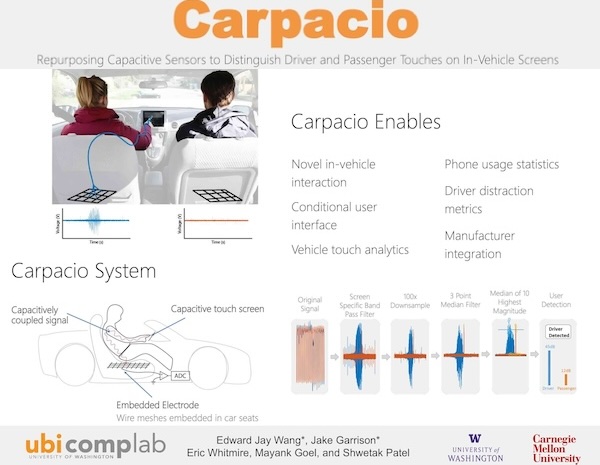 Carpacio
Repurposing Capacitive Sensors to Distinguish Driver and Passenger Touches on In-Vehicle Screens
Voltage (V)
Time (s)
Voltage (V)
Time (s)
Carpacio Enables
Novel in-vehicle
interaction
Conditional user
interface
Vehicle touch analytics
Phone usage statistics
Driver distraction
metrics
Manufacturer
integration
Carpacio System
Capacitively
coupled signal
Capacitive touch screen
ADC
Embedded Electrode
Wire meshes embedded in car seats
Original
Signal
Screen
Specific Band
Pass Filter
100x
Downsample
3 Point
Median Filter
Median of 10
Highest
Magnitude
User
Detection
Driver
Detected
Driver
Passenger
ubicomplab
UNIVERSITY OF WASHINGTON
Edward Jay Wang*, Jake Garrison*
Eric Whitmire, Mayank Goel, and Shwetak Patel
W
UNIVERSITY of
WASHINGTON
Carnegie
Mellon
University